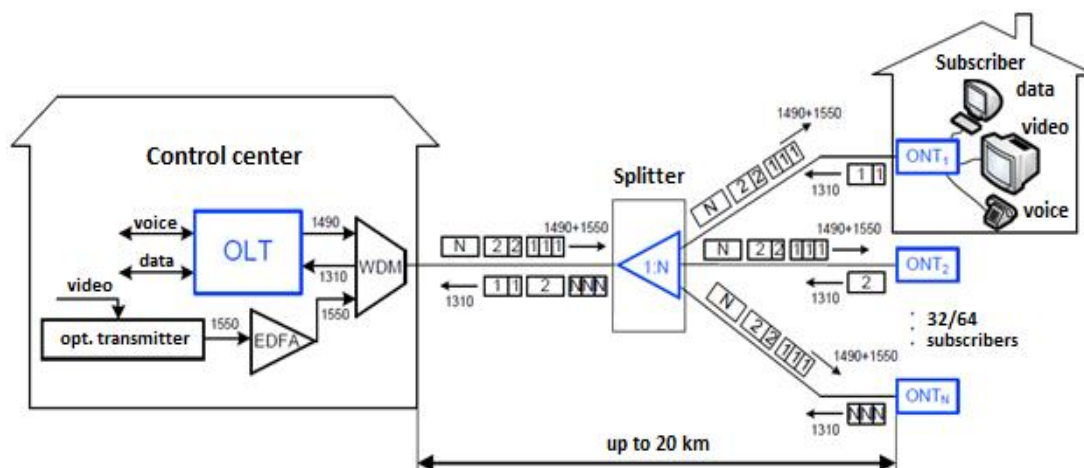 Control center
voice
data
video
OLT
opt. transmitter
EDFA
WDM
1490
1310
1550
1550
1490+1550
N 2 2 1 1 1
1310
1 1 2 N N N
Splitter
1:N
1490+1550
N 2 2 1 1 1
1310
1 1
1490+1550
N 2 2 1 1 1
1310
2
N 2 2 1 1 1
1490+1550
1310
N N N
Subscriber
data
video
voice
ONT1
ONT2
32/64
subscribers
ONTN
up to 20 km